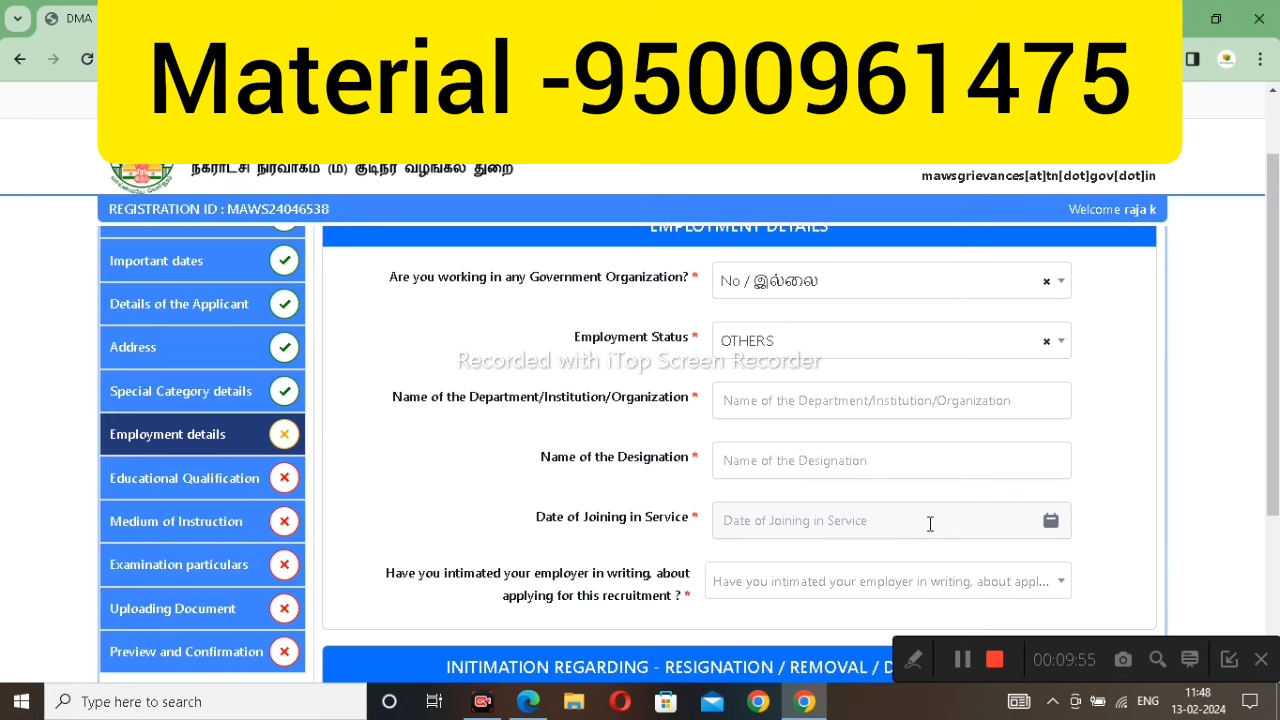 DMA
Material -9500961475
நகராட்சி நிர்வாகம் (ம) குடிநீர் வழங்கல் துறை
mawsgrievances[at]tn[dot]gov[dot]in
REGISTRATION ID : MAWS24046538
Welcome raja k
EMPLOYMENT DETAILS
Important dates
Details of the Applicant
Address
Special Category details
Employment details
Educational Qualification
Medium of Instruction
Examination particulars
Uploading Document
Preview and Confirmation
Are you working in any Government Organization? *
No / இல்லை
Employment Status *
OTHERS
Recorded with iTop Screen Recorder
Name of the Department/Institution/Organization *
Name of the Department/Institution/Organization
Name of the Designation *
Name of the Designation
Date of Joining in Service *
Date of Joining in Service
Have you intimated your employer in writing, about
applying for this recruitment ? *
Have you intimated your employer in writing, about appl...
INITIMATION REGARDING - RESIGNATION / REMOVAL / D
00:09:55
Type here to search
ENG
11:48
13-02-2024